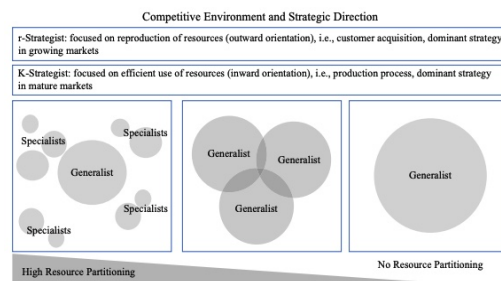 Competitive Environment and Strategic Direction
r-Strategist: focused on reproduction of resources (outward orientation), i.e., customer acquisition, dominant strategy
in growing markets
K-Strategist: focused on efficient use of resources (inward orientation), i.e., production process, dominant strategy
in mature markets
Specialists
Specialists
Generalist
Specialists
Specialists
Generalist
Generalist
Generalist
Generalist
High Resource Partitioning
No Resource Partitioning